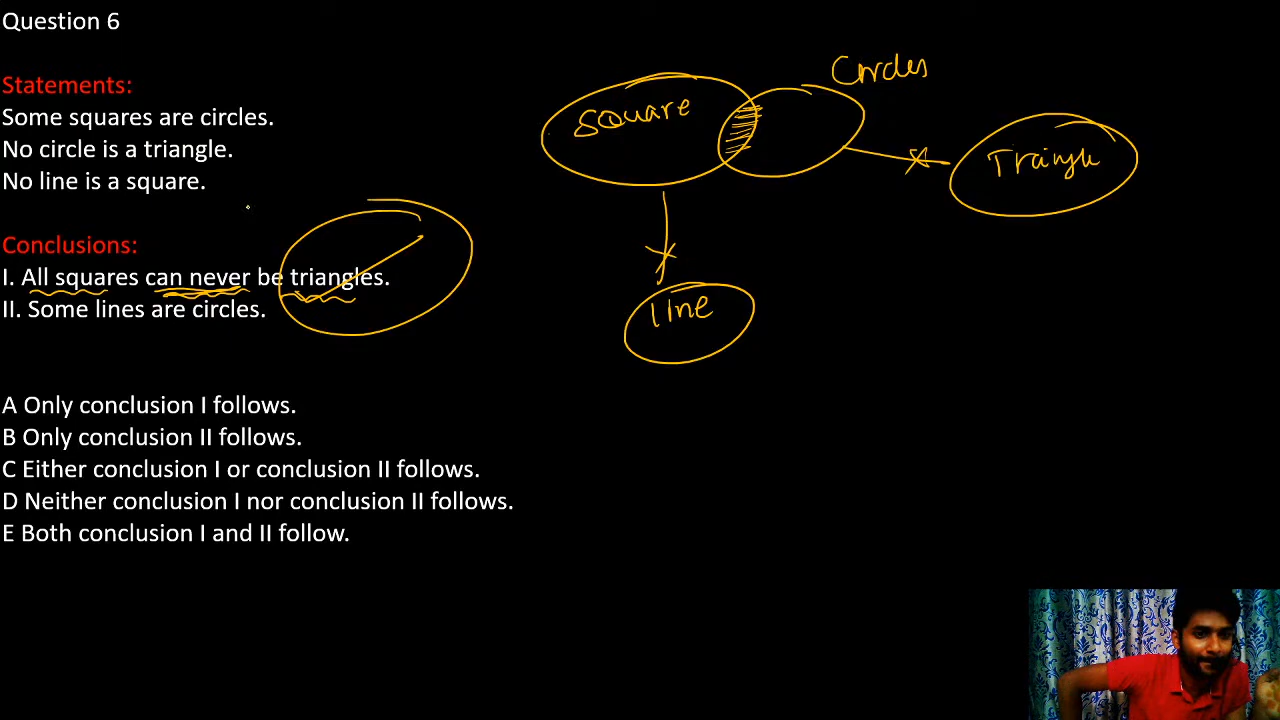 Question 6
Statements:
Some squares are circles.
No circle is a triangle.
No line is a square.
Conclusions:
I. All squares can never be triangles.
II. Some lines are circles.
A Only conclusion I follows.
B Only conclusion II follows.
C Either conclusion I or conclusion II follows.
D Neither conclusion I nor conclusion II follows.
E Both conclusion I and II follow.
Circles
Square
Traingle
line